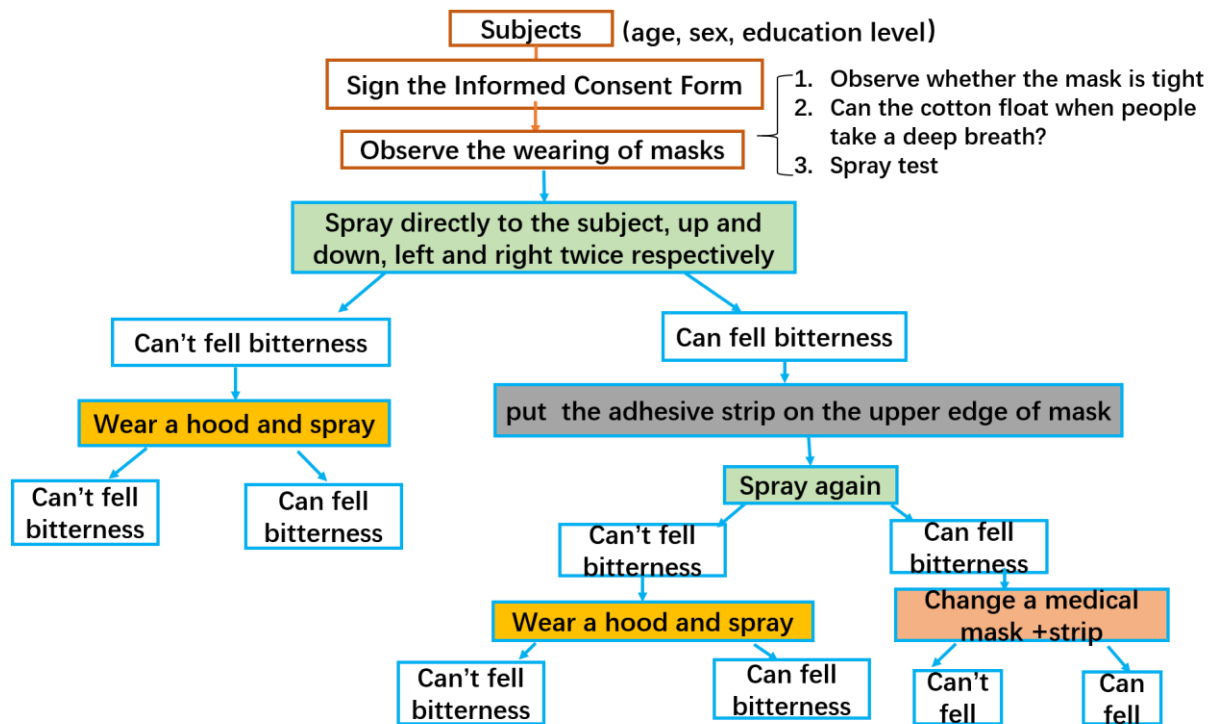 Subjects (age, sex, education level)
Sign the Informed Consent Form
1. Observe whether the mask is tight
2. Can the cotton float when people
take a deep breath?
3. Spray test
Observe the wearing of masks
Spray directly to the subject, up and
down, left and right twice respectively
Can't fell bitterness
Can fell bitterness
Wear a hood and spray
put the adhesive strip on the upper edge of mask
Can't fell
bitterness
Can fell
bitterness
Spray again
Can't fell
bitterness
Can fell
bitterness
Wear a hood and spray
Change a medical
mask +strip
Can't fell
bitterness
Can fell
bitterness
Can't
fell
Can
fell